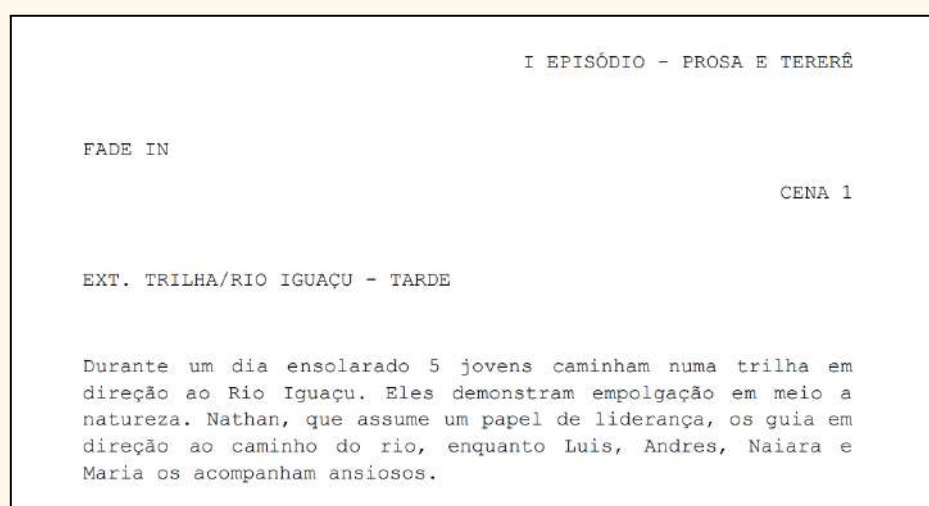 I EPISÓDIO - PROSA E TERERÊ
FADE IN
CENA 1
EXT. TRILHA/RIO IGUAÇU - TARDE
Durante um dia ensolarado 5 jovens caminham numa trilha em
direção ao Rio Iguaçu. Eles demonstram empolgação em meio a
natureza. Nathan, que assume um papel de liderança, os guia em
direção ao caminho do rio, enquanto Luis, Andres, Naiara e
Maria os acompanham ansiosos.